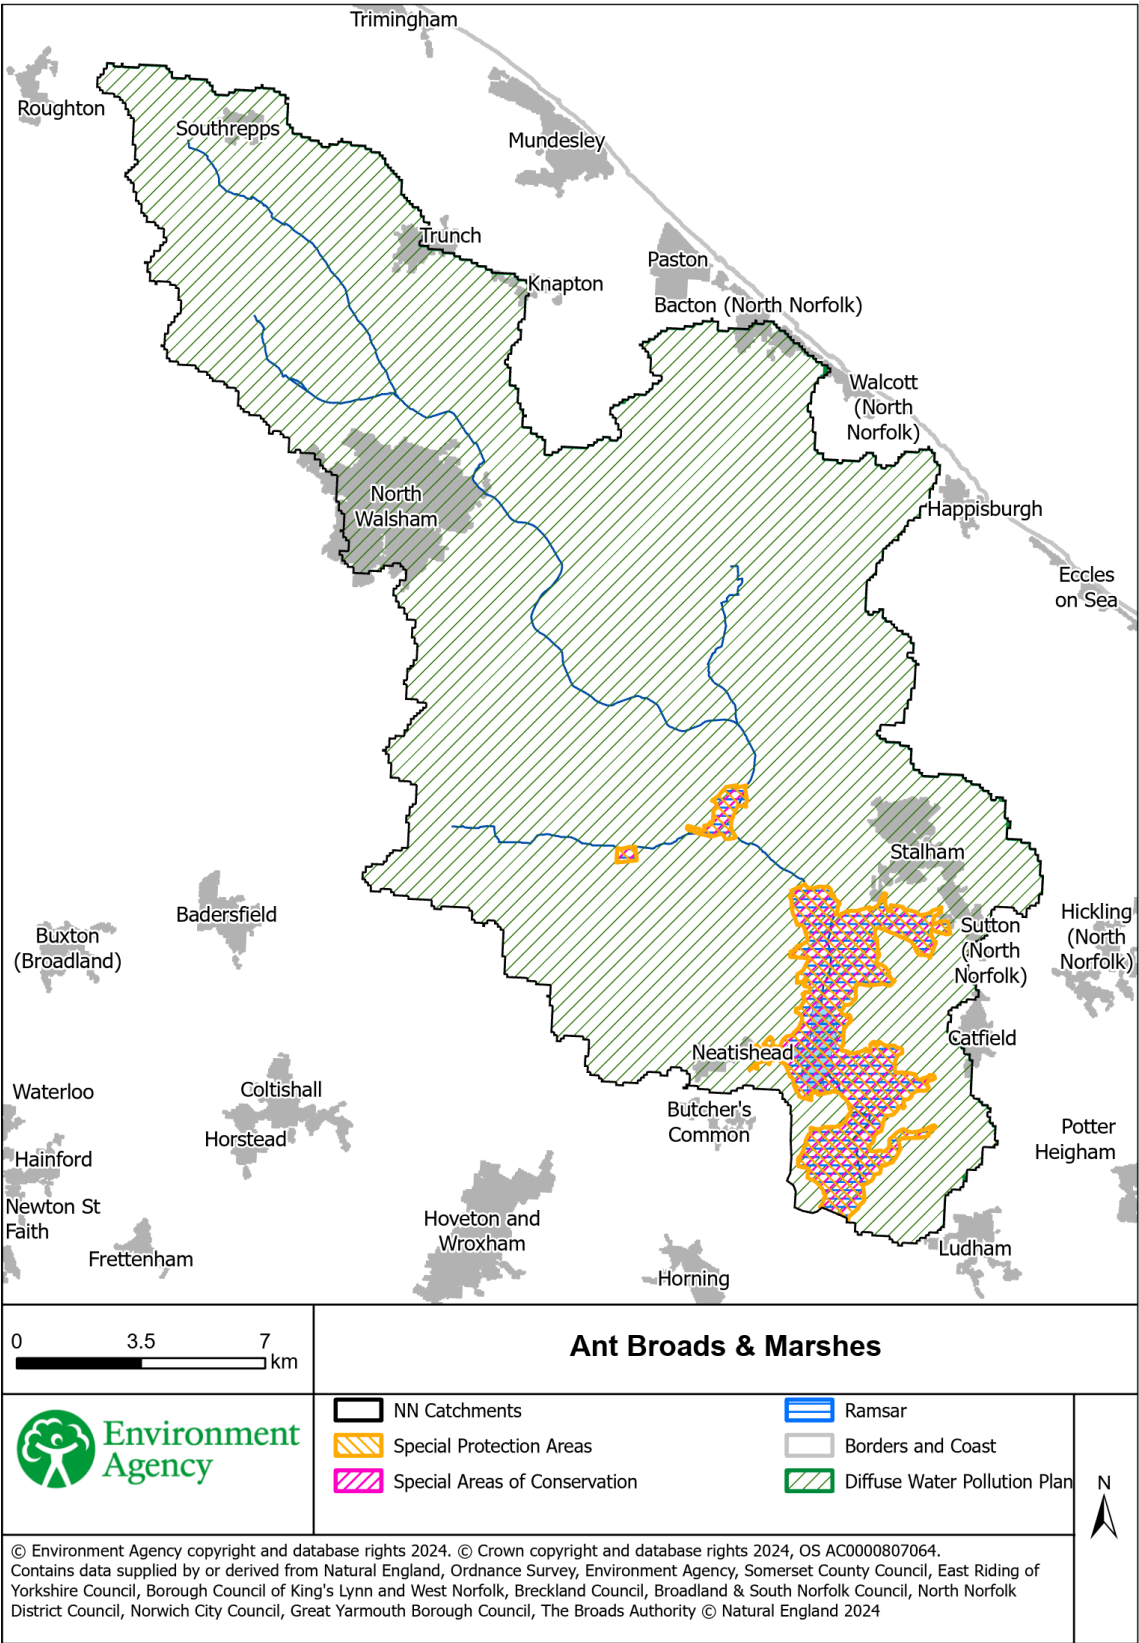 Trimingham
Roughton
Southrepps
Mundesley
Trunch
Paston
Knapton
Bacton (North Norfolk)
Walcott
(North
Norfolk)
North
Walsham
Happisburgh
Eccles
on Sea
Stalham
Badersfield
Buxton
(Broadland)
Sutton
(North
Norfolk)
Hickling
(North
Norfolk)
Neatishead
Catfield
Waterloo
Coltishall
Butcher's
Common
Horstead
Potter
Heigham
Hainford
Newton St
Faith
Hoveton and
Wroxham
Frettenham
Ludham
Horning
0 3.5 7
km
Ant Broads & Marshes
Environment
Agency
NN Catchments
Special Protection Areas
Special Areas of Conservation
Ramsar
Borders and Coast
Diffuse Water Pollution Plan
N
© Environment Agency copyright and database rights 2024. © Crown copyright and database rights 2024, OS AC0000807064.
Contains data supplied by or derived from Natural England, Ordnance Survey, Environment Agency, Somerset County Council, East Riding of
Yorkshire Council, Borough Council of King's Lynn and West Norfolk, Breckland Council, Broadland & South Norfolk Council, North Norfolk
District Council, Norwich City Council, Great Yarmouth Borough Council, The Broads Authority © Natural England 2024